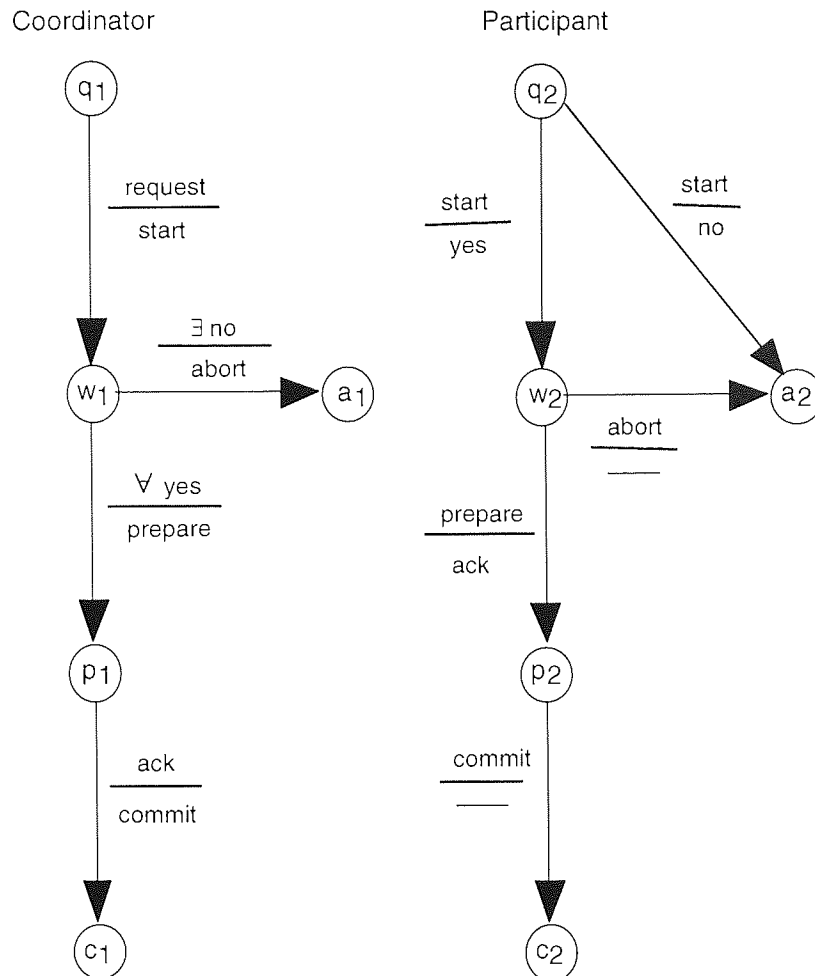 Coordinator
q1
request
start
∃ no
abort
w1
a1
∀ yes
prepare
p1
ack
commit
c1
Participant
q2
start
yes
start
no
w2
a2
abort
prepare
ack
p2
commit
c2